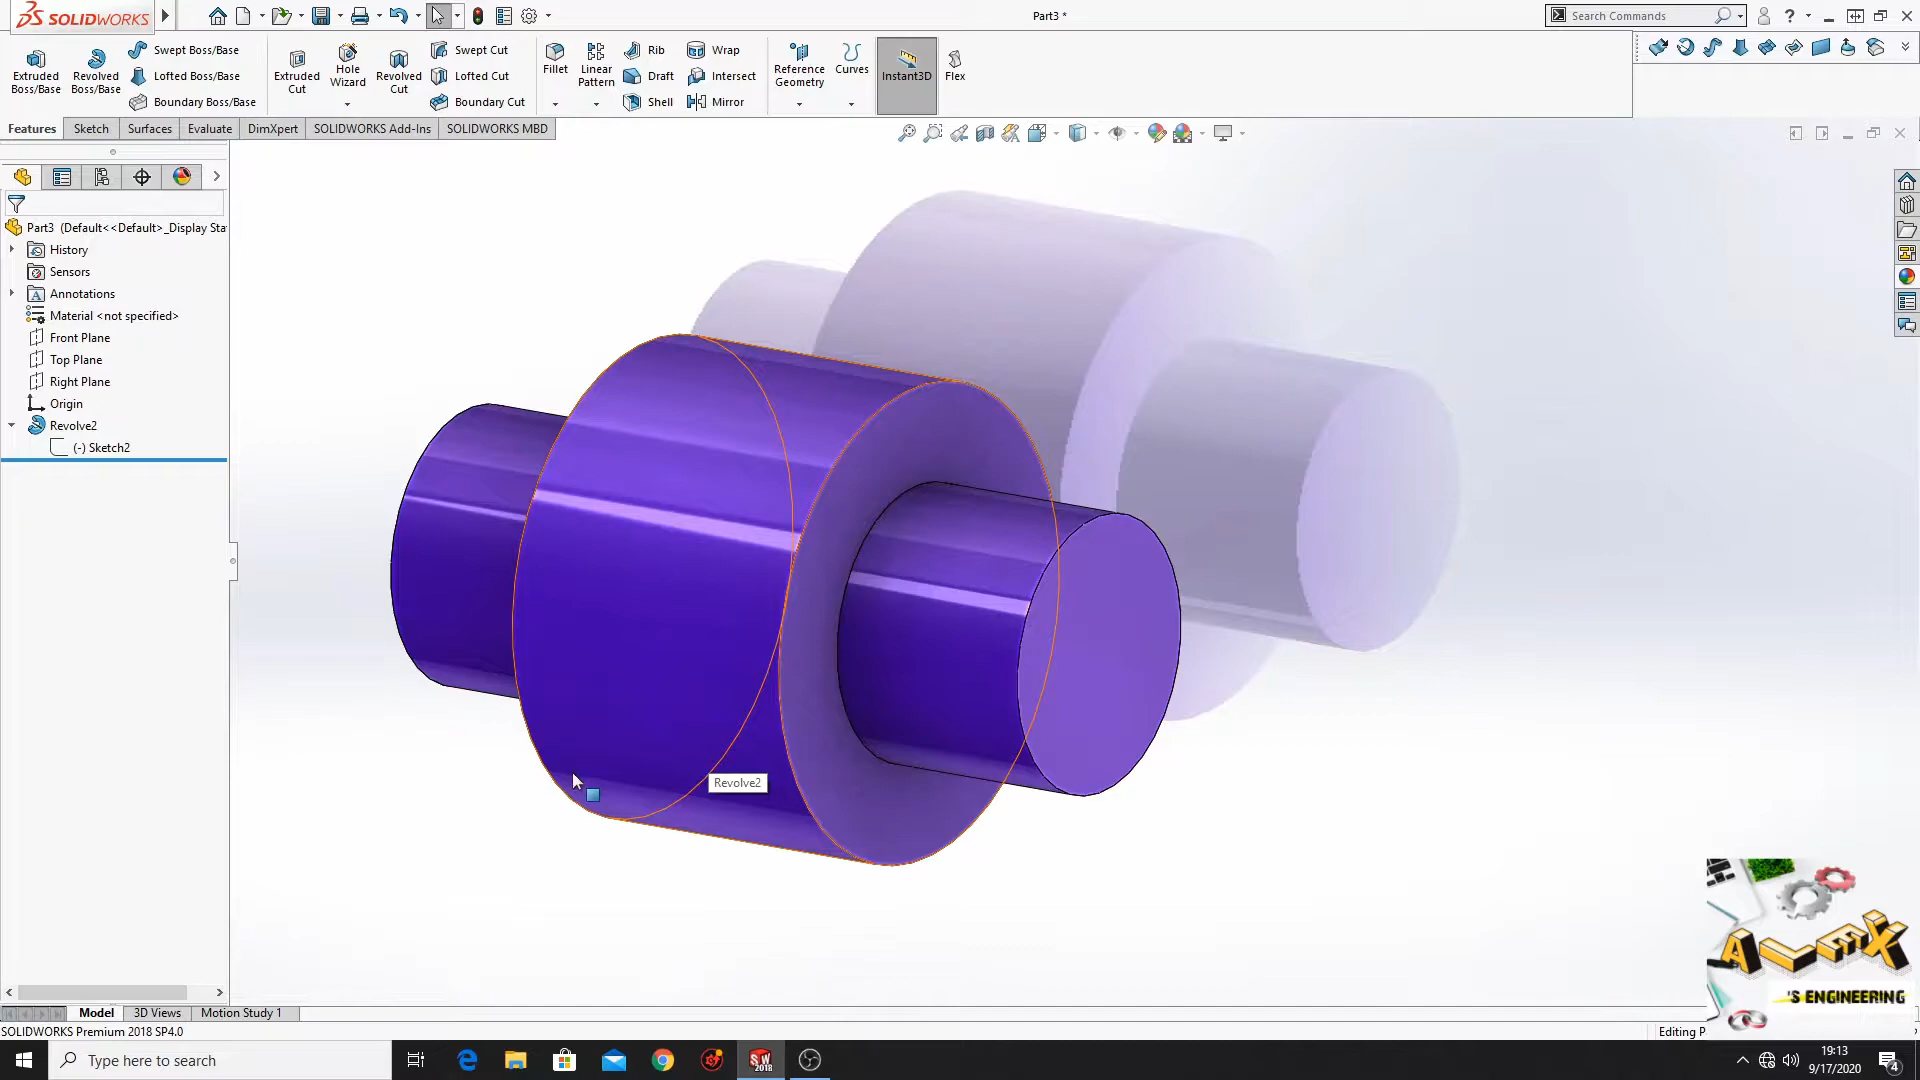 SOLIDWORKS
Part3 *
Search Commands
Extruded Boss/Base
Revolved Boss/Base
Swept Boss/Base
Lofted Boss/Base
Boundary Boss/Base
Extruded Cut
Hole Wizard
Revolved Cut
Swept Cut
Lofted Cut
Boundary Cut
Fillet
Linear Pattern
Rib
Draft
Shell
Wrap
Intersect
Mirror
Reference Geometry
Curves
Instant3D
Flex
Features
Sketch
Surfaces
Evaluate
DimXpert
SOLIDWORKS Add-Ins
SOLIDWORKS MBD
Part3 (Default<<Default>_Display Sta
History
Sensors
Annotations
Material <not specified>
Front Plane
Top Plane
Right Plane
Origin
Revolve2
(-) Sketch2
Revolve2
ALEX
'S ENGINEERING
Model
3D Views
Motion Study 1
SOLIDWORKS Premium 2018 SP4.0
Editing P
Type here to search
SW
2018
19:13
9/17/2020
4